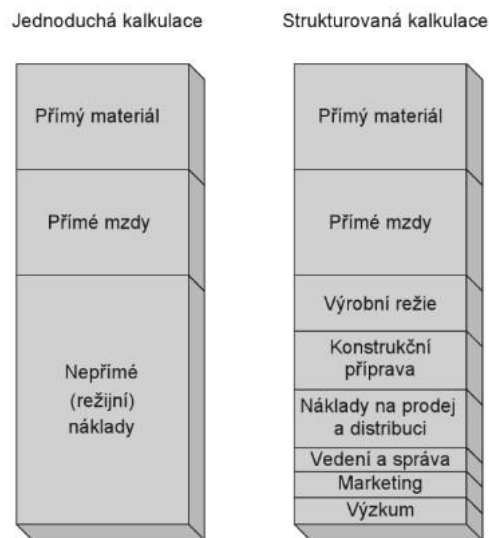 Jednoduchá kalkulace
Přímý materiál
Přímé mzdy
Nepřímé
(režijní)
náklady
Strukturovaná kalkulace
Přímý materiál
Přímé mzdy
Výrobní režie
Konstrukční
příprava
Náklady na prodej
a distribuci
Vedení a správa
Marketing
Výzkum